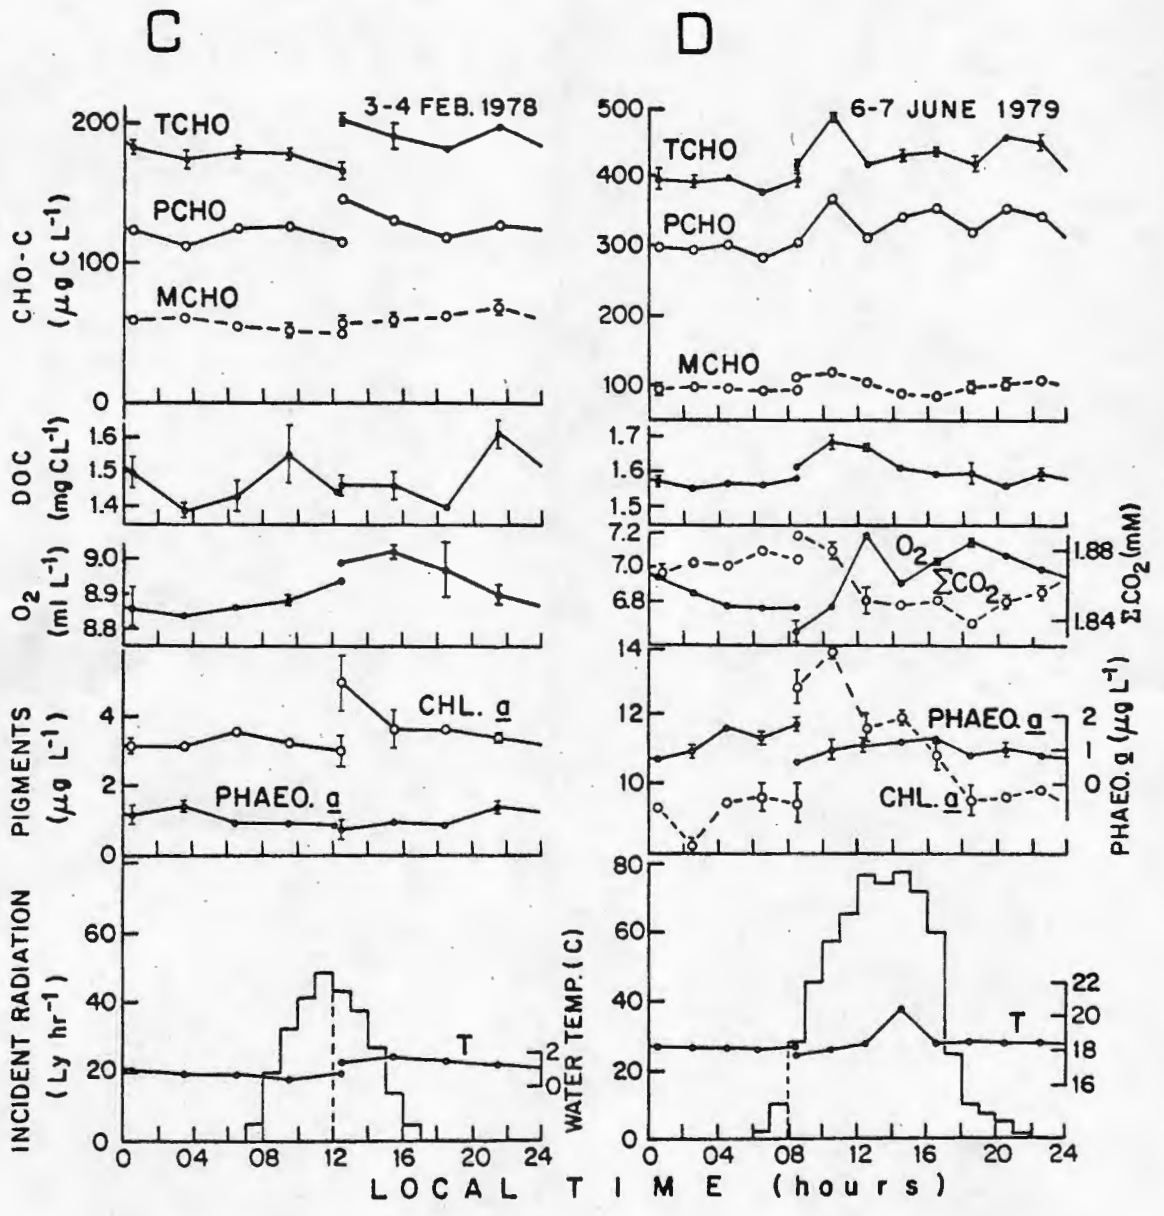 C
D
3-4 FEB. 1978
6-7 JUNE 1979
CHO-C
(μg C L⁻¹)
200
100
0
TCHO
PCHO
MCHO
500
400
300
200
100
TCHO
PCHO
MCHO
DOC
(mg C L⁻¹)
1.6
1.5
1.4
1.7
1.6
1.5
O₂
(ml L⁻¹)
9.0
8.9
8.8
7.2
7.0
6.8
O₂
ΣCO₂
1.88
1.84
ΣCO₂(mM)
PIGMENTS
(μg L⁻¹)
4
2
0
CHL. a
PHAEO. a
1.4
14
12
10
PHAEO. a
CHL. a
2
1
0
PHAEO. a (μg L⁻¹)
INCIDENT RADIATION
(Ly hr⁻¹)
60
40
20
0
T
2
0
WATER TEMP. (C)
80
60
40
20
0
T
22
20
18
16
0 04 08 12 16 20 24
0 04 08 12 16 20 24
LOCAL TIME (hours)